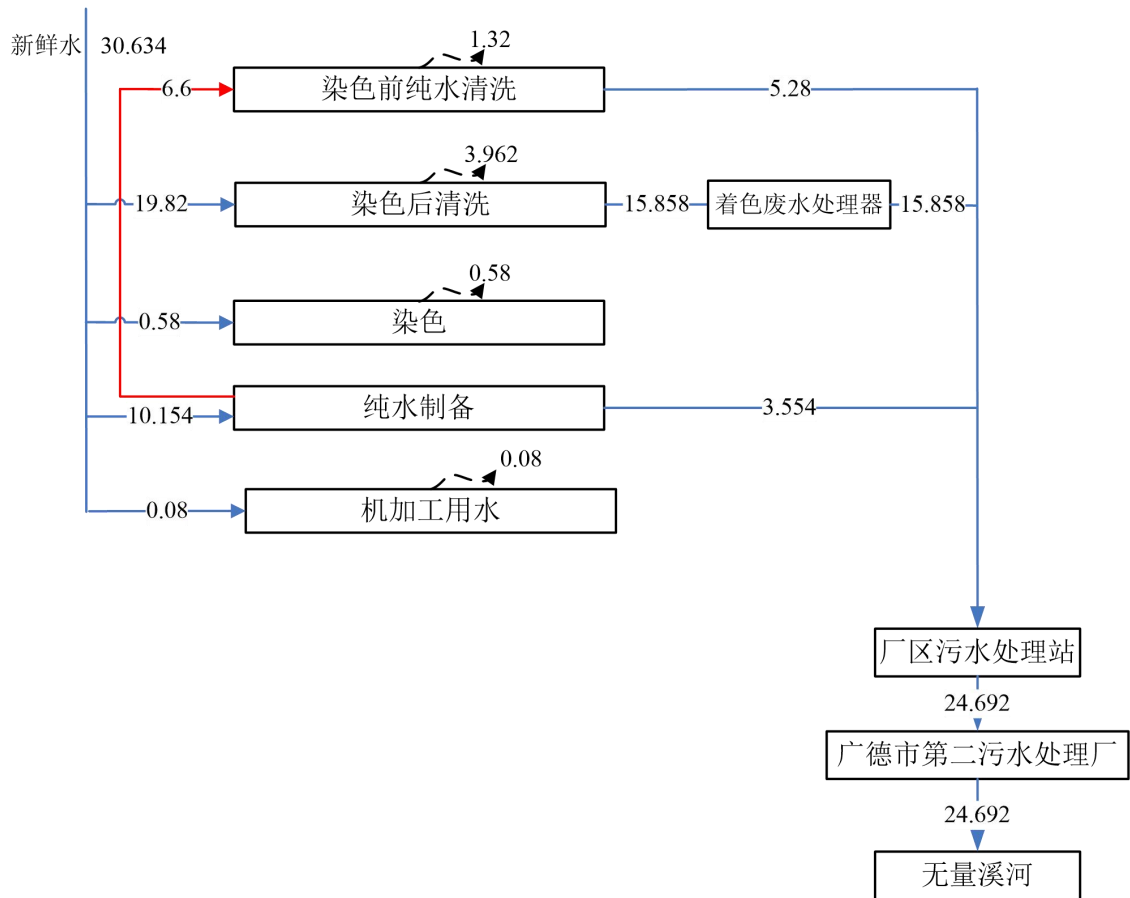 新鲜水 30.634
1.32
6.6
染色前纯水清洗
5.28
3.962
19.82
染色后清洗
15.858
着色废水处理器
15.858
0.58
0.58
染色
10.154
纯水制备
3.554
0.08
0.08
机加工用水
厂区污水处理站
24.692
广德市第二污水处理厂
24.692
无量溪河